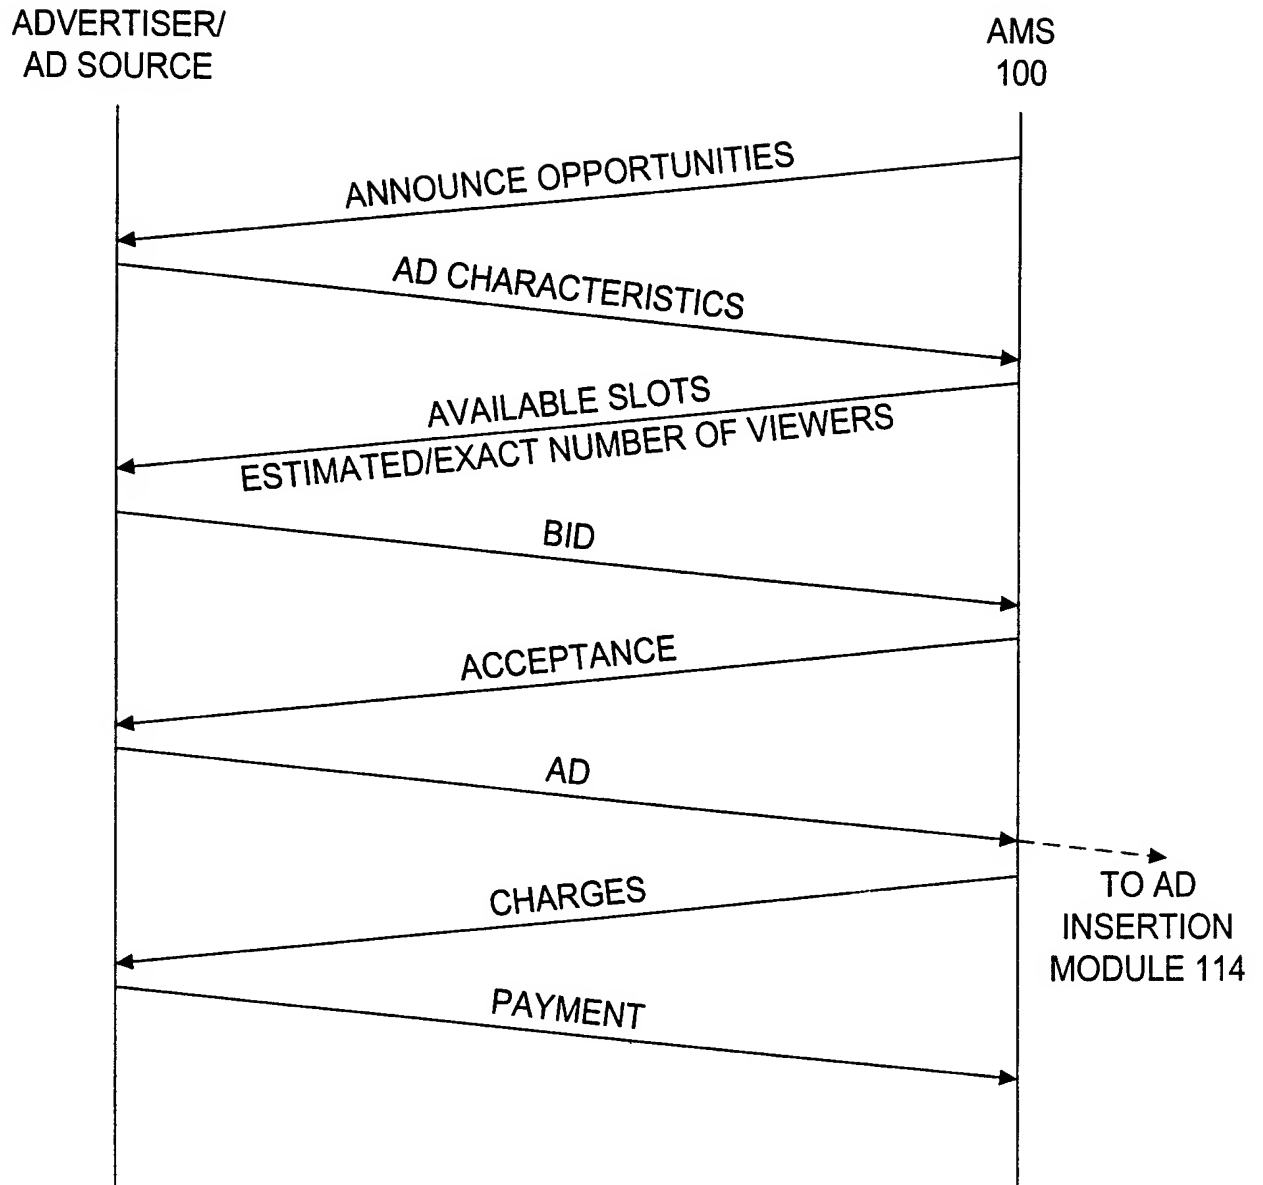 ADVERTISER/
AD SOURCE
AMS
100
ANNOUNCE OPPORTUNITIES
AD CHARACTERISTICS
AVAILABLE SLOTS
ESTIMATED/EXACT NUMBER OF VIEWERS
BID
ACCEPTANCE
AD
TO AD
INSERTION
MODULE 114
CHARGES
PAYMENT